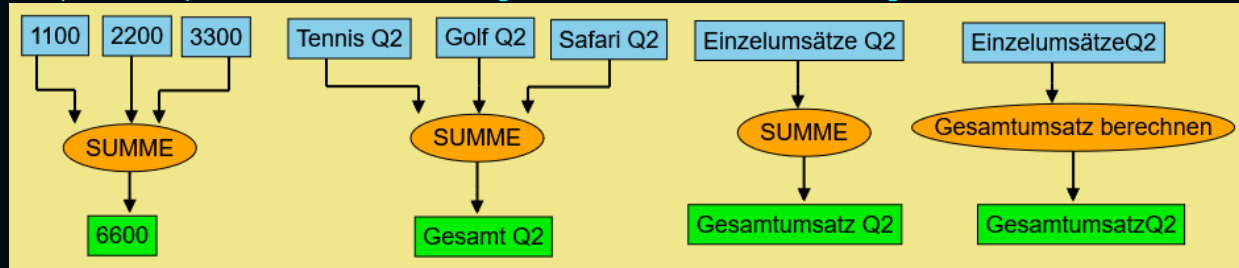 1100
2200
3300
SUMME
6600
Tennis Q2
Golf Q2
Safari Q2
SUMME
Gesamt Q2
Einzelumsätze Q2
SUMME
Gesamtumsatz Q2
EinzelumsätzeQ2
Gesamtumsatz berechnen
GesamtumsatzQ2